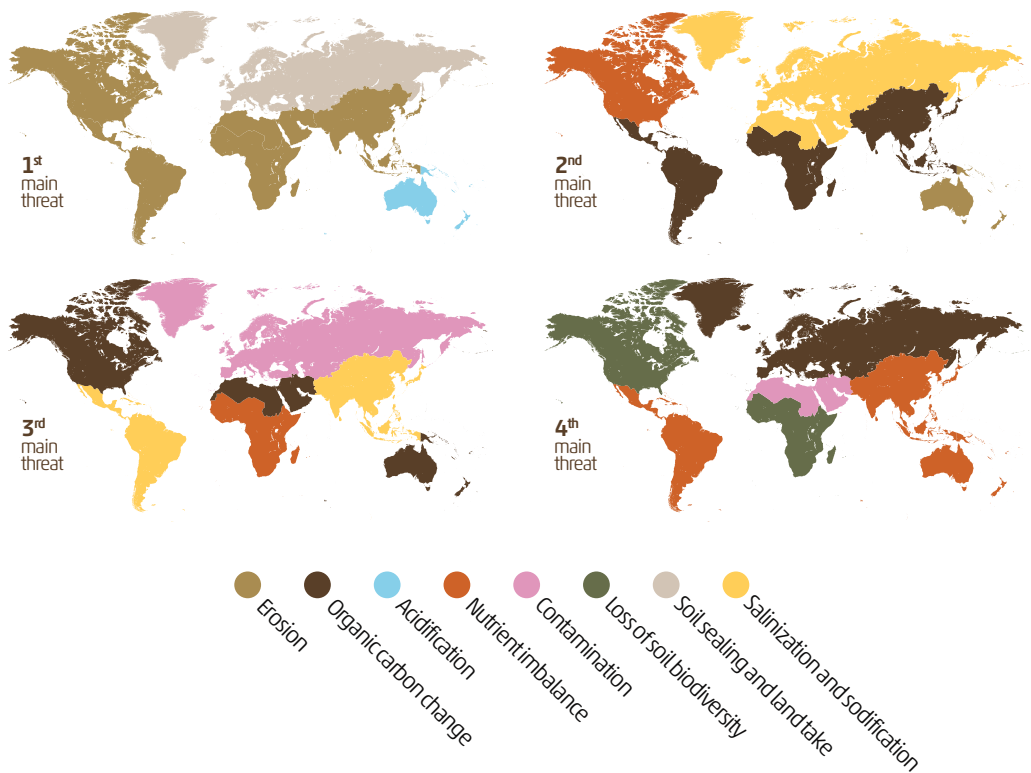 1st
main
threat
2nd
main
threat
3rd
main
threat
4th
main
threat
Erosion
Organic carbon change
Acidification
Nutrient imbalance
Contamination
Loss of soil biodiversity
Soil sealing and land take
Salinization and sodification